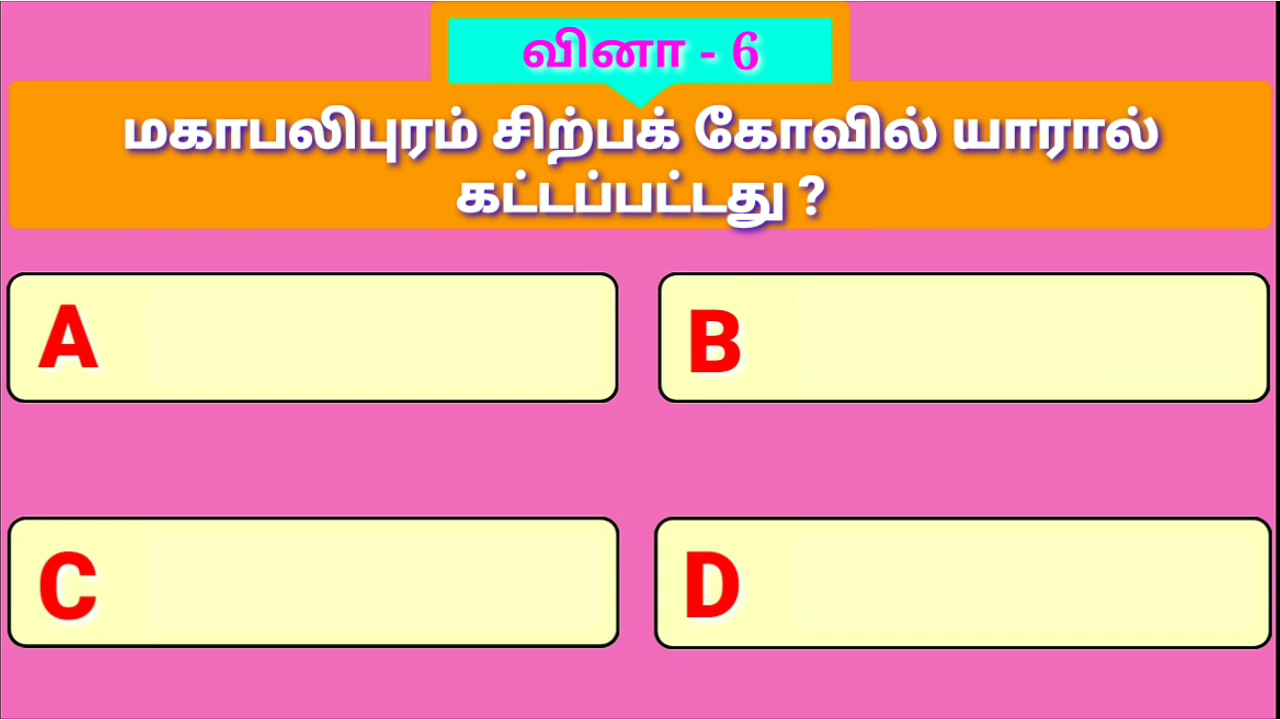 வினா - 6
மகாபலிபுரம் சிற்பக் கோவில் யாரால்
கட்டப்பட்டது ?
A
B
C
D